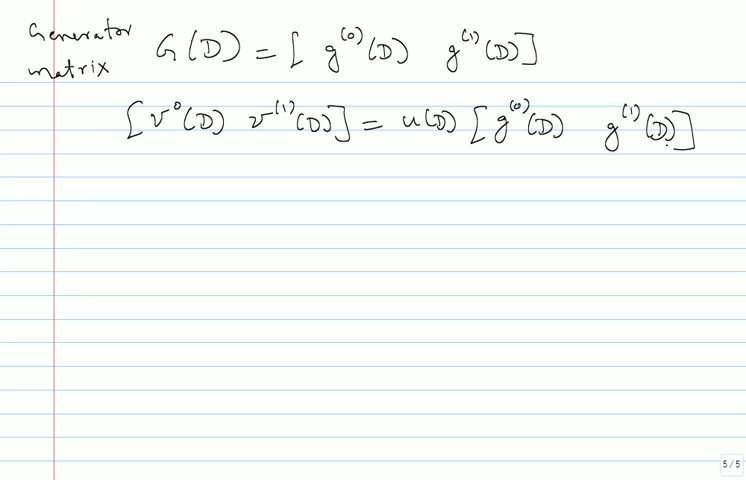 Generator matrix G(D) = [ g^(0)(D) g^(1)(D) ]
[ v^0(D) v^(1)(D) ] = u(D) [ g^(0)(D) g^(1)(D) ]
5/5